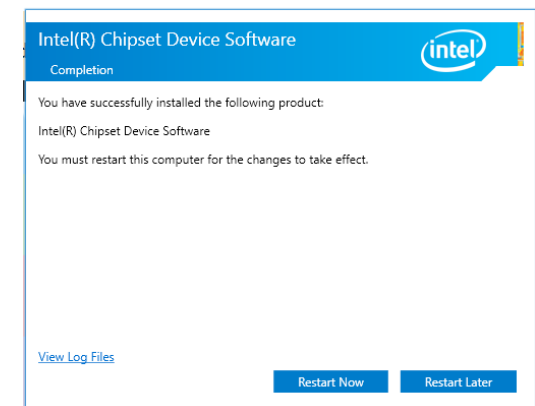 Intel(R) Chipset Device Software
intel
Completion
You have successfully installed the following product:
Intel(R) Chipset Device Software
You must restart this computer for the changes to take effect.
View Log Files
Restart Now
Restart Later